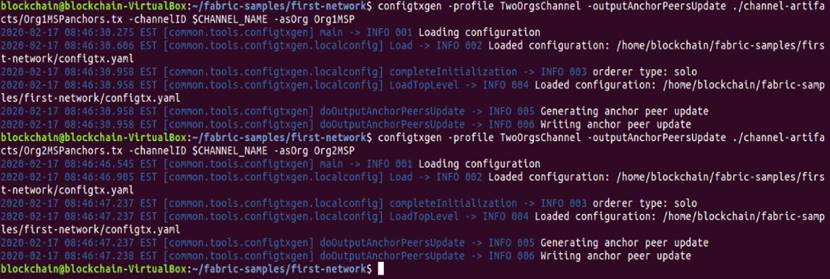 blockchain@blockchain-VirtualBox:~/fabric-samples/first-network$ configtxgen -profile TwoOrgsChannel -outputAnchorPeersUpdate ./channel-artif
acts/Org1MSPanchors.tx -channelID $CHANNEL_NAME -asOrg Org1MSP
2020-02-17 08:46:30.275 EST [common.tools.configtxgen] main -> INFO 001 Loading configuration
2020-02-17 08:46:30.606 EST [common.tools.configtxgen.localconfig] Load -> INFO 002 Loaded configuration: /home/blockchain/fabric-samples/firs
t-network/configtx.yaml
2020-02-17 08:46:30.958 EST [common.tools.configtxgen.localconfig] completeInitialization -> INFO 003 orderer type: solo
2020-02-17 08:46:30.958 EST [common.tools.configtxgen.localconfig] LoadTopLevel -> INFO 004 Loaded configuration: /home/blockchain/fabric-samp
les/first-network/configtx.yaml
2020-02-17 08:46:30.958 EST [common.tools.configtxgen] doOutputAnchorPeersUpdate -> INFO 005 Generating anchor peer update
2020-02-17 08:46:30.958 EST [common.tools.configtxgen] doOutputAnchorPeersUpdate -> INFO 006 Writing anchor peer update
blockchain@blockchain-VirtualBox:~/fabric-samples/first-network$ configtxgen -profile TwoOrgsChannel -outputAnchorPeersUpdate ./channel-artif
acts/Org2MSPanchors.tx -channelID $CHANNEL_NAME -asOrg Org2MSP
2020-02-17 08:46:46.545 EST [common.tools.configtxgen] main -> INFO 001 Loading configuration
2020-02-17 08:46:46.905 EST [common.tools.configtxgen.localconfig] Load -> INFO 002 Loaded configuration: /home/blockchain/fabric-samples/firs
t-network/configtx.yaml
2020-02-17 08:46:47.237 EST [common.tools.configtxgen.localconfig] completeInitialization -> INFO 003 orderer type: solo
2020-02-17 08:46:47.237 EST [common.tools.configtxgen.localconfig] LoadTopLevel -> INFO 004 Loaded configuration: /home/blockchain/fabric-samp
les/first-network/configtx.yaml
2020-02-17 08:46:47.237 EST [common.tools.configtxgen] doOutputAnchorPeersUpdate -> INFO 005 Generating anchor peer update
2020-02-17 08:46:47.238 EST [common.tools.configtxgen] doOutputAnchorPeersUpdate -> INFO 006 Writing anchor peer update
blockchain@blockchain-VirtualBox:~/fabric-samples/first-network$